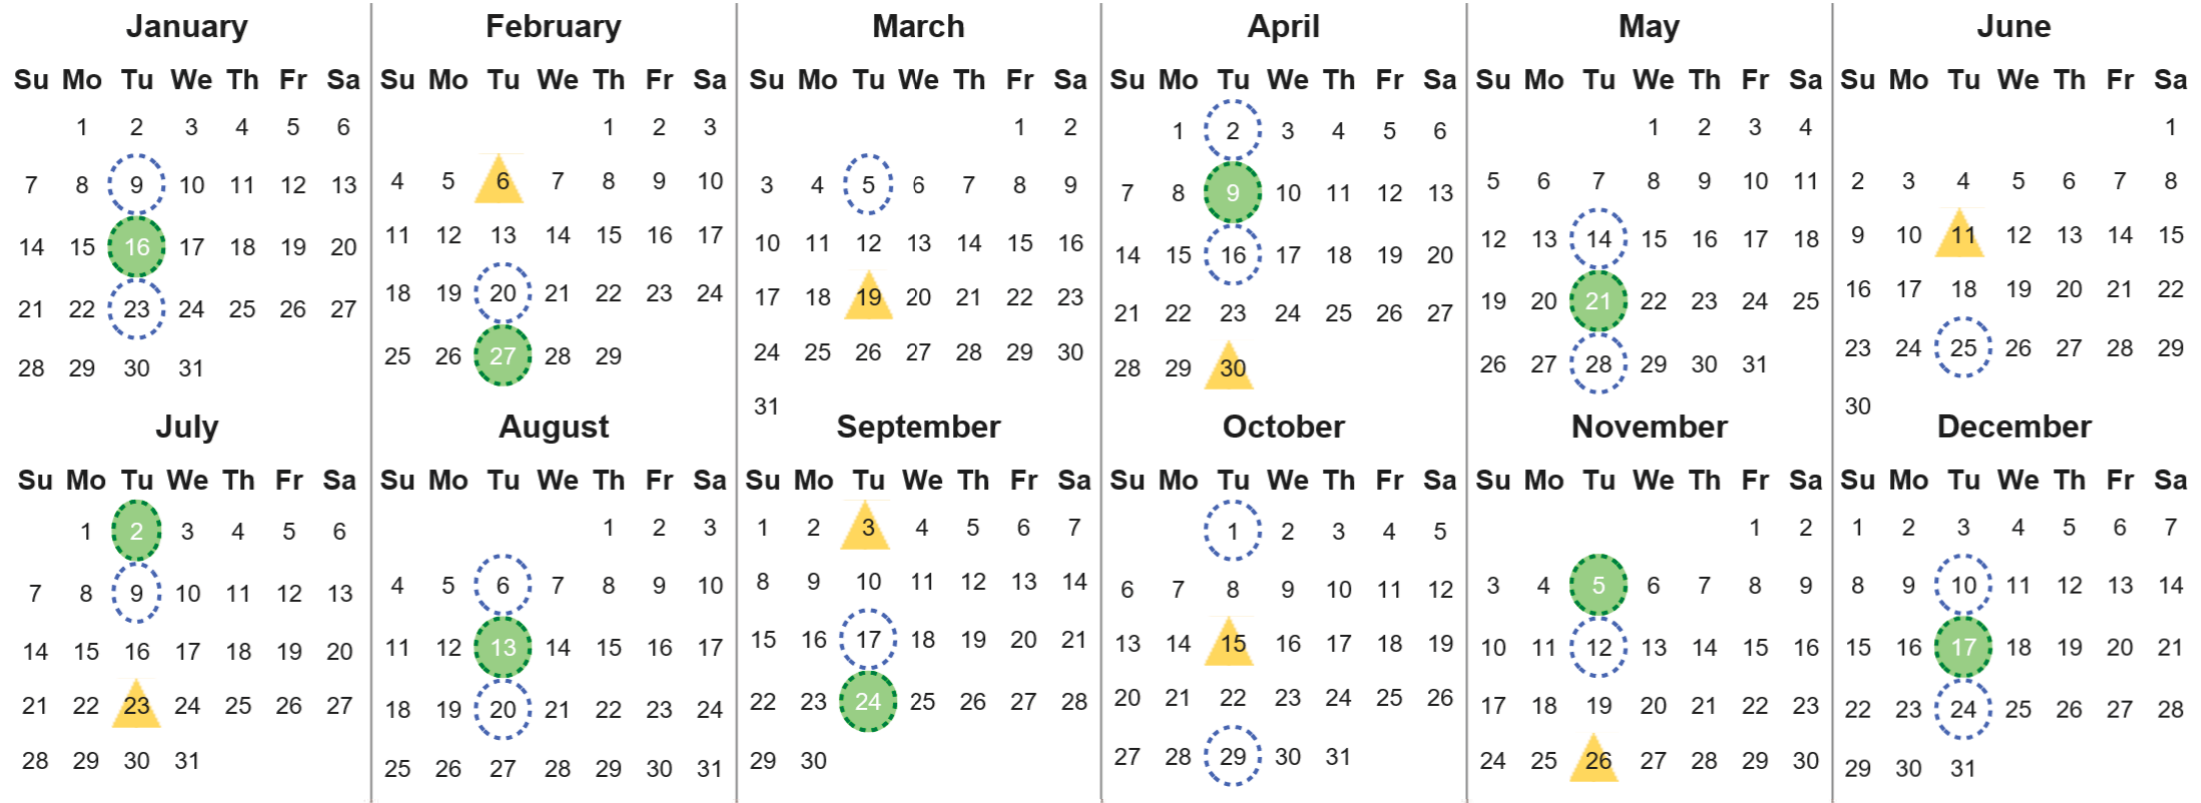 January
Su Mo Tu We Th Fr Sa
1 2 3 4 5 6
7 8 9 10 11 12 13
14 15 16 17 18 19 20
21 22 23 24 25 26 27
28 29 30 31
February
Su Mo Tu We Th Fr Sa
1 2 3
4 5 6 7 8 9 10
11 12 13 14 15 16 17
18 19 20 21 22 23 24
25 26 27 28 29
March
Su Mo Tu We Th Fr Sa
1 2
3 4 5 6 7 8 9
10 11 12 13 14 15 16
17 18 19 20 21 22 23
24 25 26 27 28 29 30
31
April
Su Mo Tu We Th Fr Sa
1 2 3 4 5 6
7 8 9 10 11 12 13
14 15 16 17 18 19 20
21 22 23 24 25 26 27
28 29 30
May
Su Mo Tu We Th Fr Sa
1 2 3 4
5 6 7 8 9 10 11
12 13 14 15 16 17 18
19 20 21 22 23 24 25
26 27 28 29 30 31
June
Su Mo Tu We Th Fr Sa
1
2 3 4 5 6 7 8
9 10 11 12 13 14 15
16 17 18 19 20 21 22
23 24 25 26 27 28 29
30
July
Su Mo Tu We Th Fr Sa
1 2 3 4 5 6
7 8 9 10 11 12 13
14 15 16 17 18 19 20
21 22 23 24 25 26 27
28 29 30 31
August
Su Mo Tu We Th Fr Sa
1 2 3
4 5 6 7 8 9 10
11 12 13 14 15 16 17
18 19 20 21 22 23 24
25 26 27 28 29 30 31
September
Su Mo Tu We Th Fr Sa
1 2 3 4 5 6 7
8 9 10 11 12 13 14
15 16 17 18 19 20 21
22 23 24 25 26 27 28
29 30
October
Su Mo Tu We Th Fr Sa
1 2 3 4 5
6 7 8 9 10 11 12
13 14 15 16 17 18 19
20 21 22 23 24 25 26
27 28 29 30 31
November
Su Mo Tu We Th Fr Sa
1 2
3 4 5 6 7 8 9
10 11 12 13 14 15 16
17 18 19 20 21 22 23
24 25 26 27 28 29 30
December
Su Mo Tu We Th Fr Sa
1 2 3 4 5 6 7
8 9 10 11 12 13 14
15 16 17 18 19 20 21
22 23 24 25 26 27 28
29 30 31